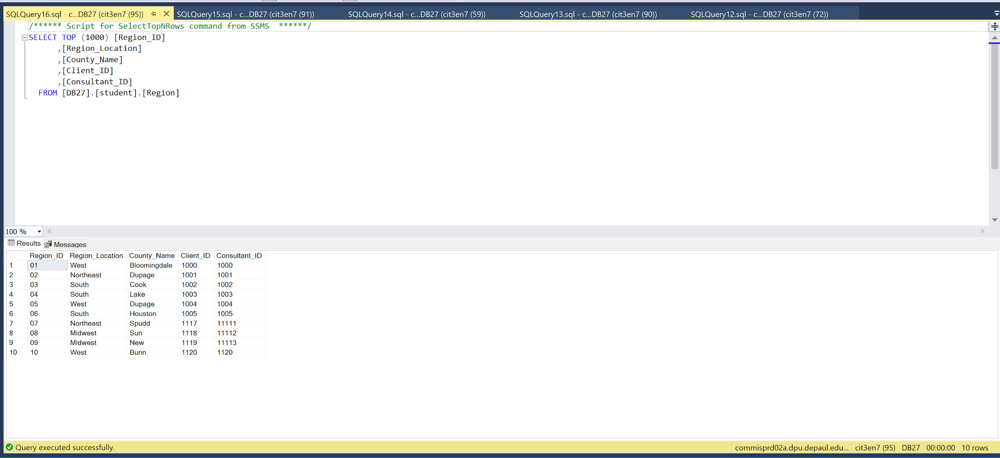 SQLQuery16.sql - c...DB27 (cit3en7 (95)) SQLQuery15.sql - c...DB27 (cit3en7 (91)) SQLQuery14.sql - c...DB27 (cit3en7 (59)) SQLQuery13.sql - c...DB27 (cit3en7 (90)) SQLQuery12.sql - c...DB27 (cit3en7 (72))
/****** Script for SelectTopNRows command from SSMS  ******/
SELECT TOP (1000) [Region_ID]
,[Region_Location]
,[County_Name]
,[Client_ID]
,[Consultant_ID]
FROM [DB27].[student].[Region]
100 %
Results Messages
Region_ID Region_Location County_Name Client_ID Consultant_ID
1 01 West Bloomingdale 1000 1000
2 02 Northeast Dupage 1001 1001
3 03 South Cook 1002 1002
4 04 South Lake 1003 1003
5 05 West Dupage 1004 1004
6 06 South Houston 1005 1005
7 07 Northeast Spudd 1117 11111
8 08 Midwest Sun 1118 11112
9 09 Midwest New 1119 11113
10 10 West Bunn 1120 1120
Query executed successfully. commisprd02a.dpu.depaul.edu... cit3en7 (95) DB27 00:00:00 10 rows